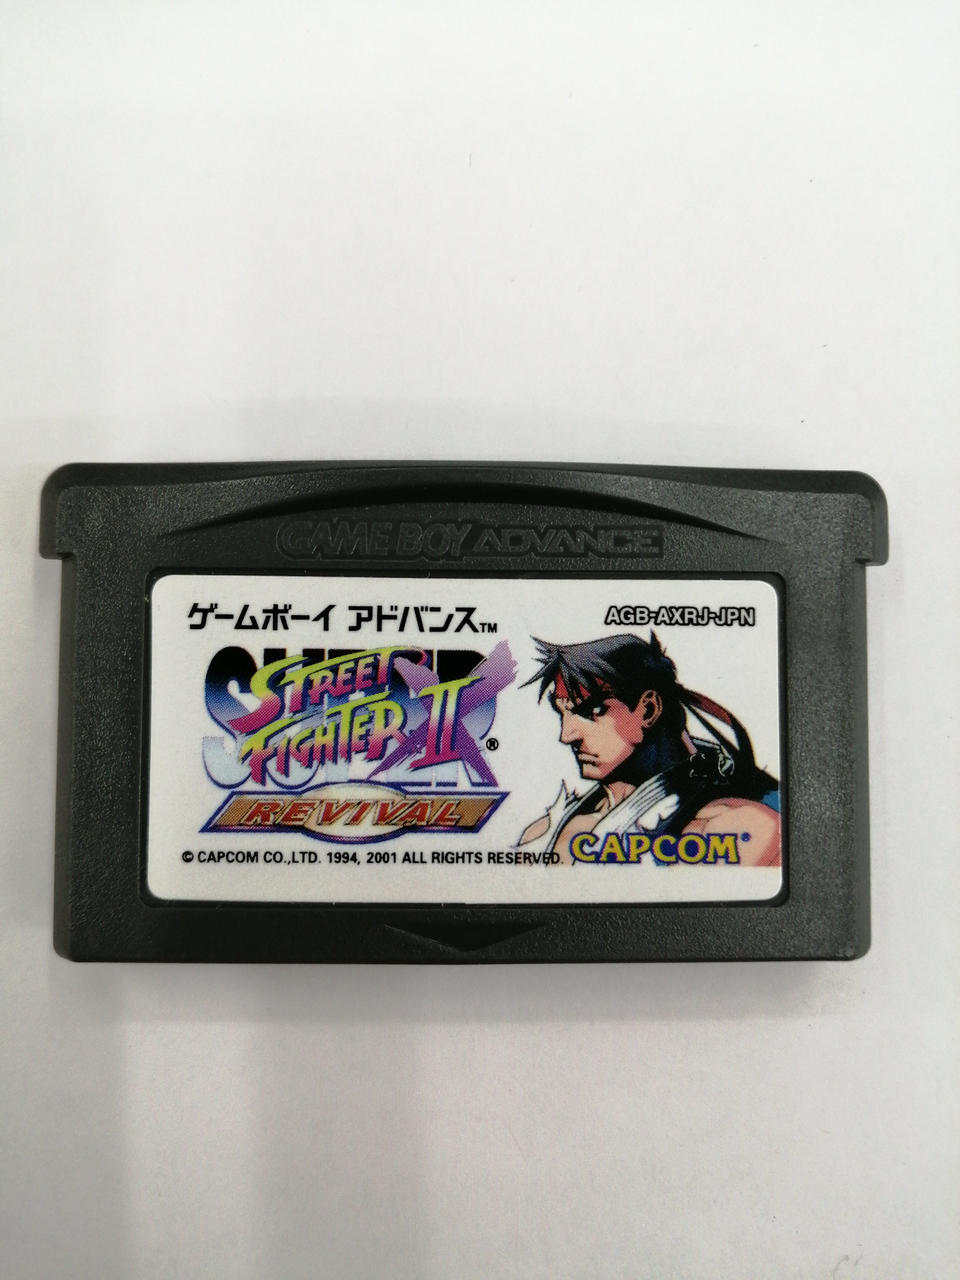 GAME BOY ADVANCE
ゲームボーイ アドバンス™
AGB-AXRJ-JPN
SUPER
STREET
FIGHTER II X®
REVIVAL
© CAPCOM CO.,LTD. 1994, 2001 ALL RIGHTS RESERVED.
CAPCOM®